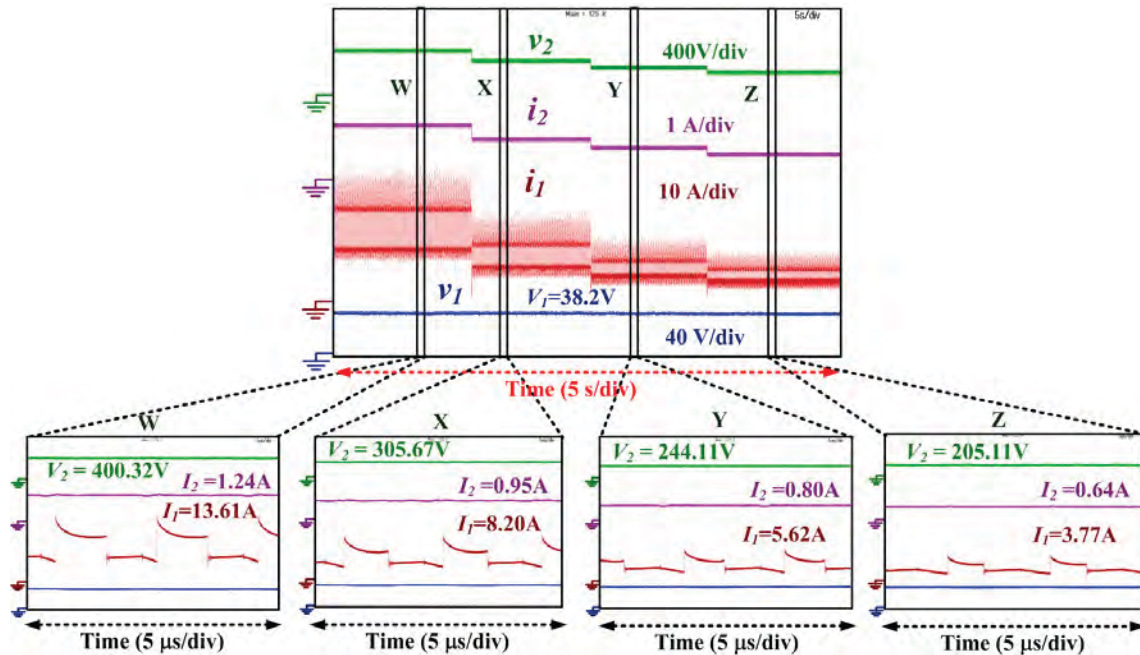 Main : 125 K
5s/div
v2
400V/div
W
X
Y
Z
i2
1 A/div
i1
10 A/div
v1
V1=38.2V
40 V/div
Time (5 s/div)
W
X
Y
Z
V2 = 400.32V
I2=1.24A
I1=13.61A
V2 = 305.67V
I2=0.95A
I1=8.20A
V2 = 244.11V
I2=0.80A
I1=5.62A
V2 = 205.11V
I2=0.64A
I1=3.77A
Time (5 μs/div)
Time (5 μs/div)
Time (5 μs/div)
Time (5 μs/div)